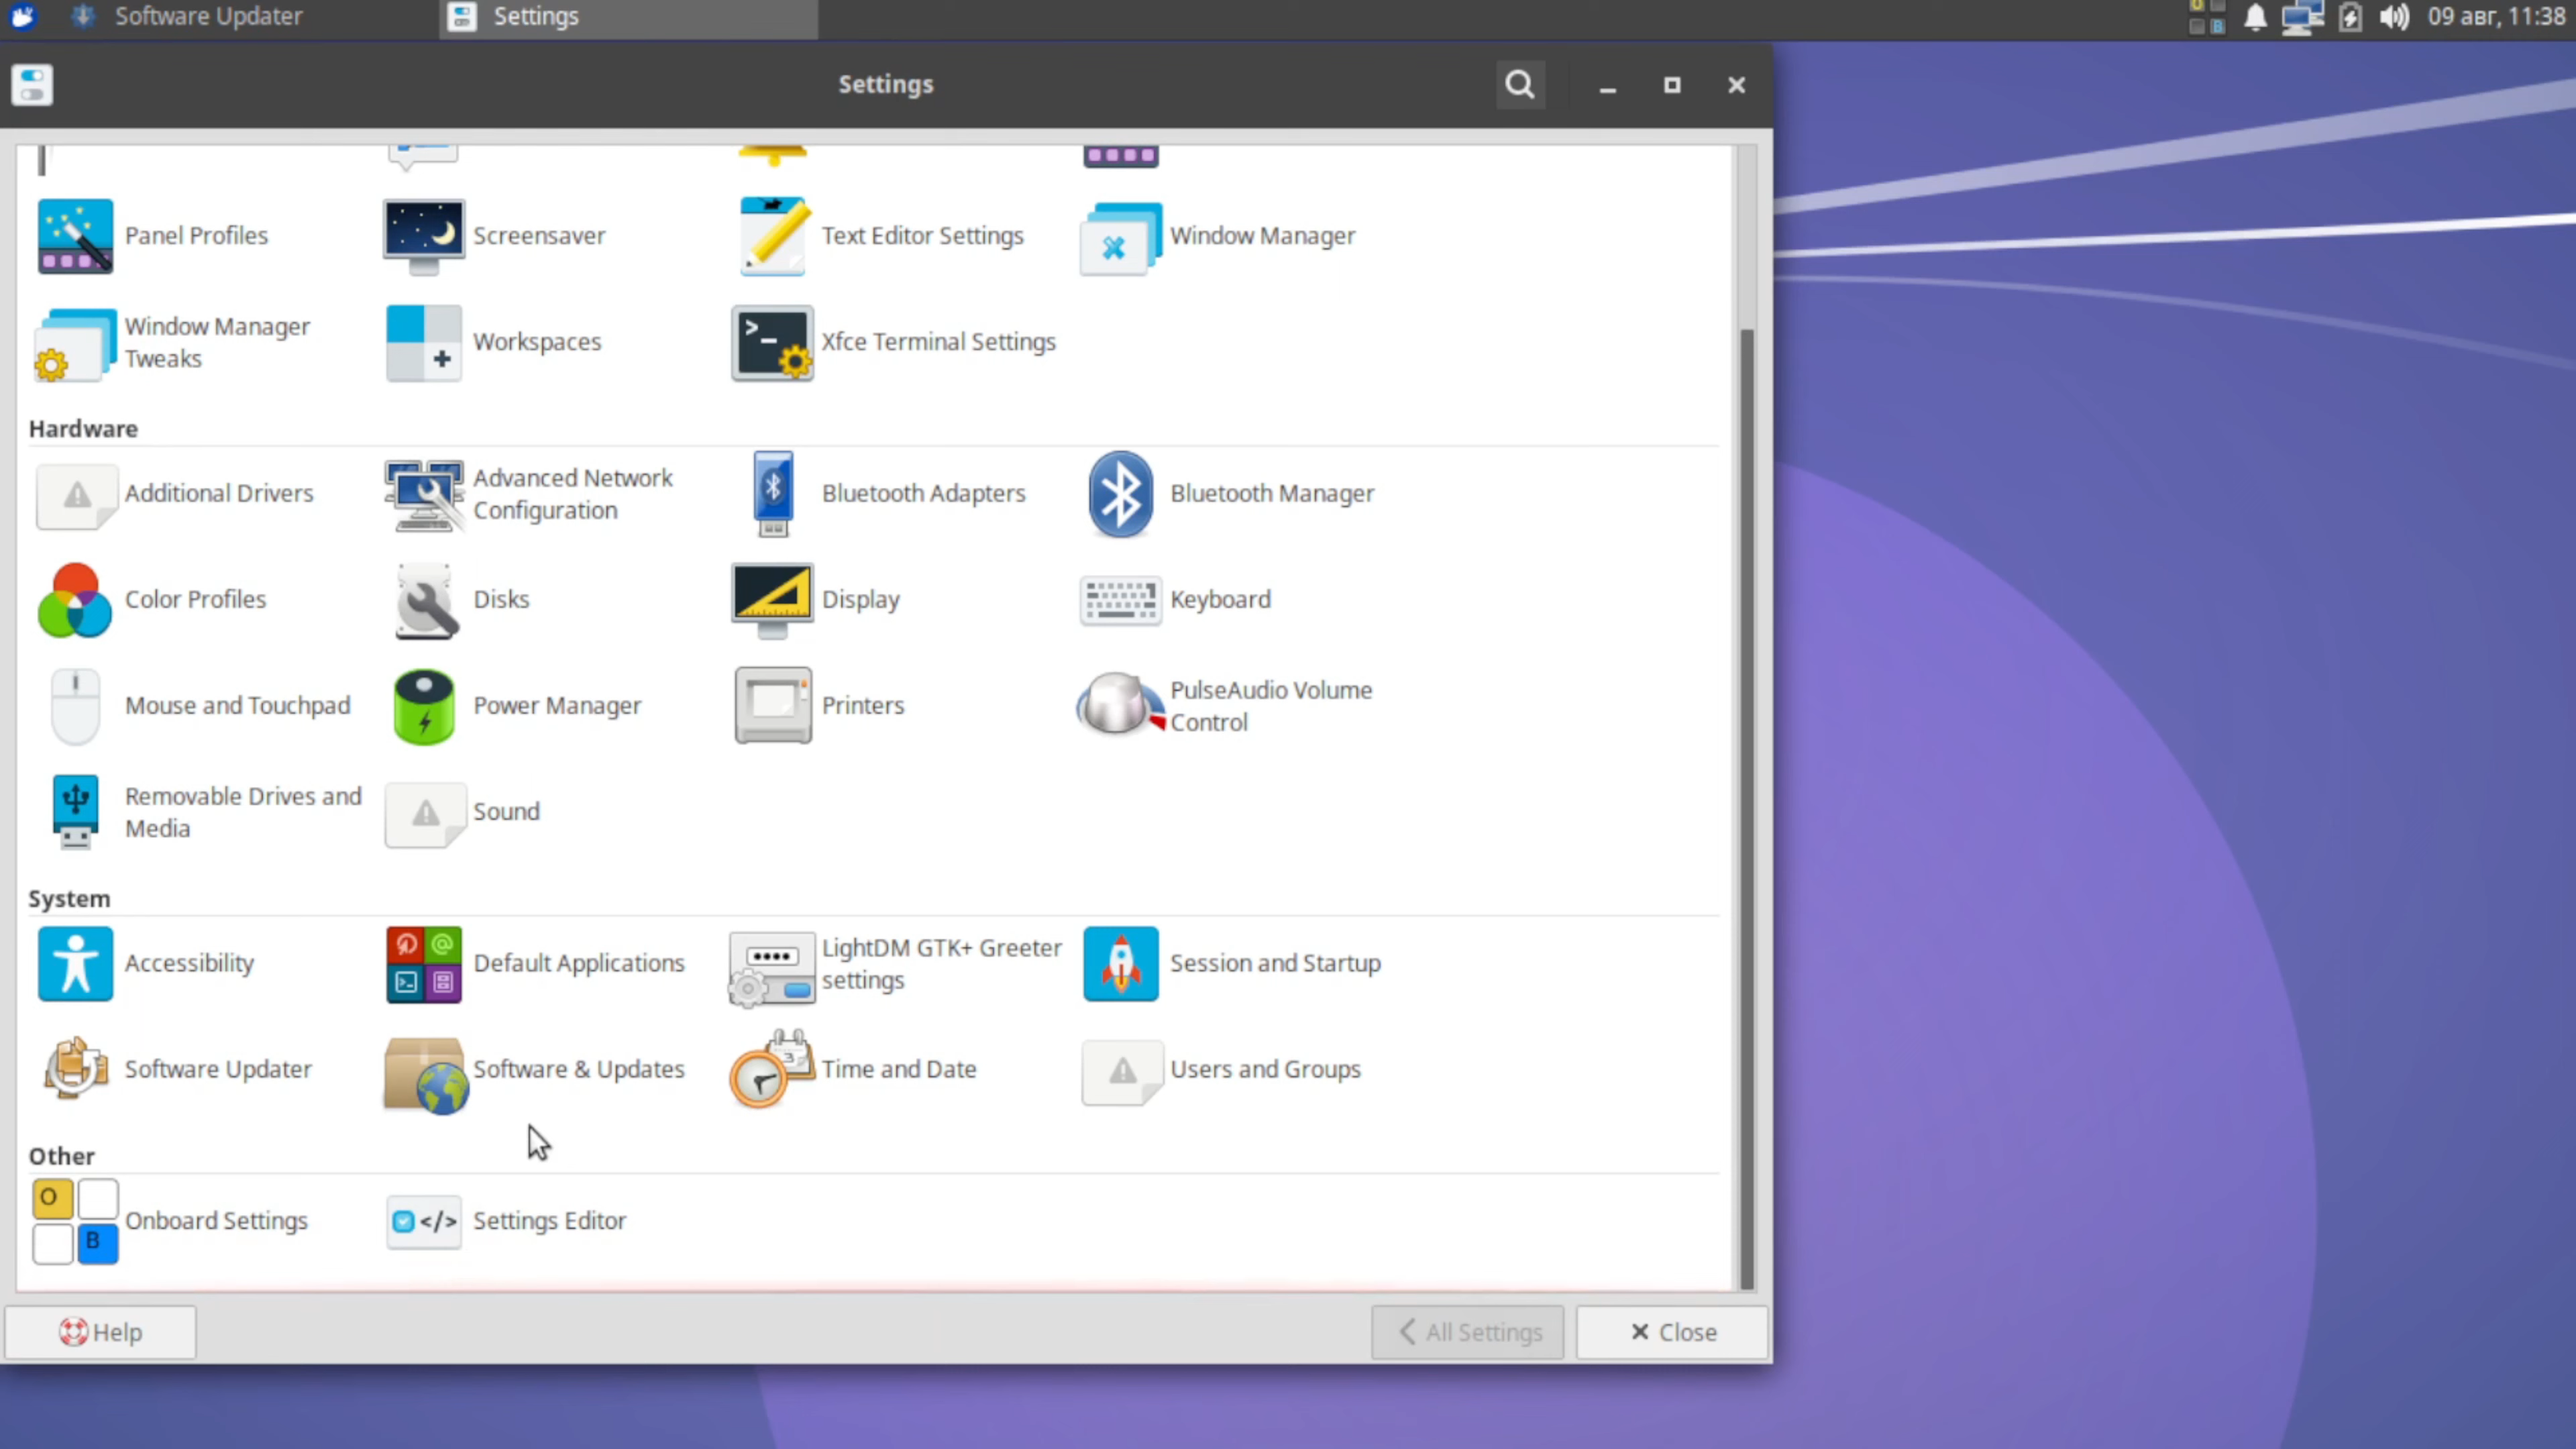 Software Updater
Settings
09 авг, 11:38
Settings
Panel Profiles
Screensaver
Text Editor Settings
Window Manager
Window Manager
Tweaks
Workspaces
Xfce Terminal Settings
Hardware
Additional Drivers
Advanced Network
Configuration
Bluetooth Adapters
Bluetooth Manager
Color Profiles
Disks
Display
Keyboard
Mouse and Touchpad
Power Manager
Printers
PulseAudio Volume
Control
Removable Drives and
Media
Sound
System
Accessibility
Default Applications
LightDM GTK+ Greeter
settings
Session and Startup
Software Updater
Software & Updates
Time and Date
Users and Groups
Other
O
B
Onboard Settings
</>
Settings Editor
Help
All Settings
Close